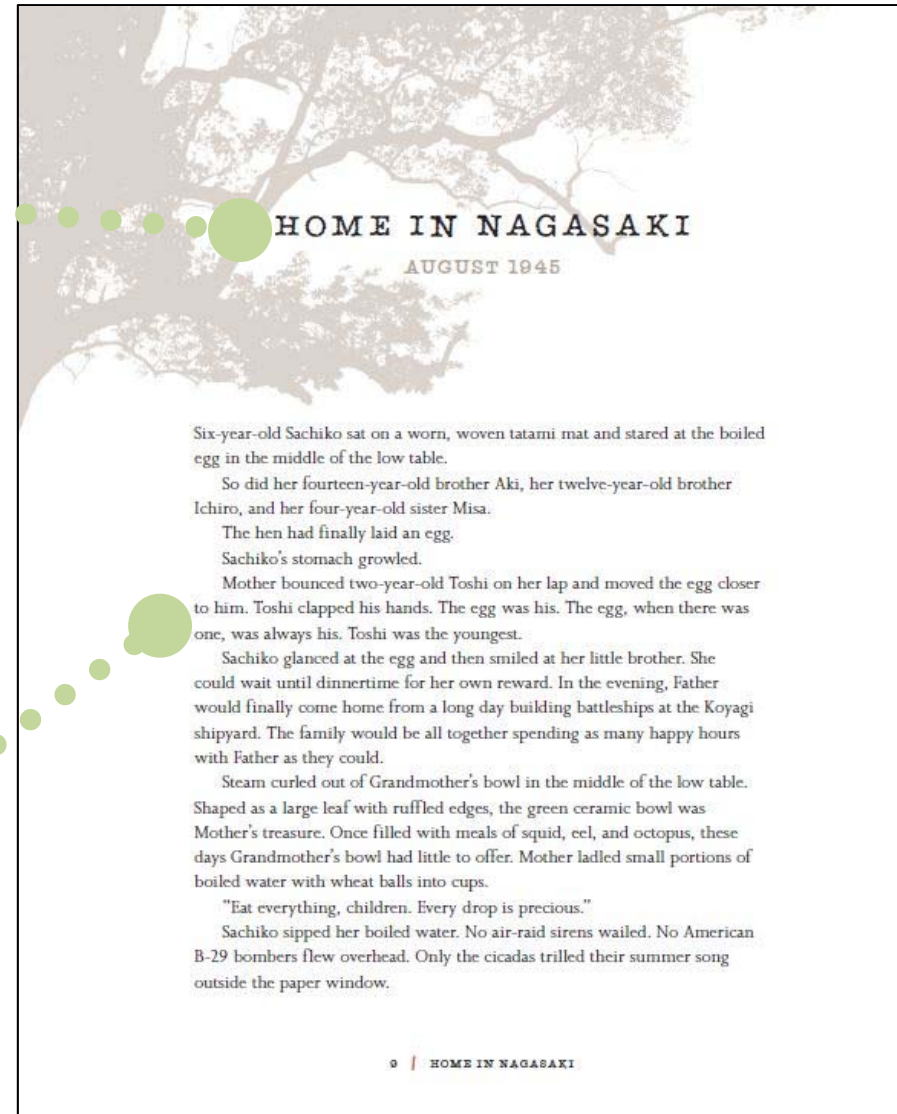 HOME IN NAGASAKI
AUGUST 1945
Six-year-old Sachiko sat on a worn, woven tatami mat and stared at the boiled
egg in the middle of the low table.
So did her fourteen-year-old brother Aki, her twelve-year-old brother
Ichiro, and her four-year-old sister Misa.
The hen had finally laid an egg.
Sachiko's stomach growled.
Mother bounced two-year-old Toshi on her lap and moved the egg closer
to him. Toshi clapped his hands. The egg was his. The egg, when there was
one, was always his. Toshi was the youngest.
Sachiko glanced at the egg and then smiled at her little brother. She
could wait until dinnertime for her own reward. In the evening, Father
would finally come home from a long day building battleships at the Koyagi
shipyard. The family would be all together spending as many happy hours
with Father as they could.
Steam curled out of Grandmother's bowl in the middle of the low table.
Shaped as a large leaf with ruffled edges, the green ceramic bowl was
Mother's treasure. Once filled with meals of squid, eel, and octopus, these
days Grandmother's bowl had little to offer. Mother ladled small portions of
boiled water with wheat balls into cups.
"Eat everything, children. Every drop is precious."
Sachiko sipped her boiled water. No air-raid sirens wailed. No American
B-29 bombers flew overhead. Only the cicadas trilled their summer song
outside the paper window.
9 | HOME IN NAGASAKI